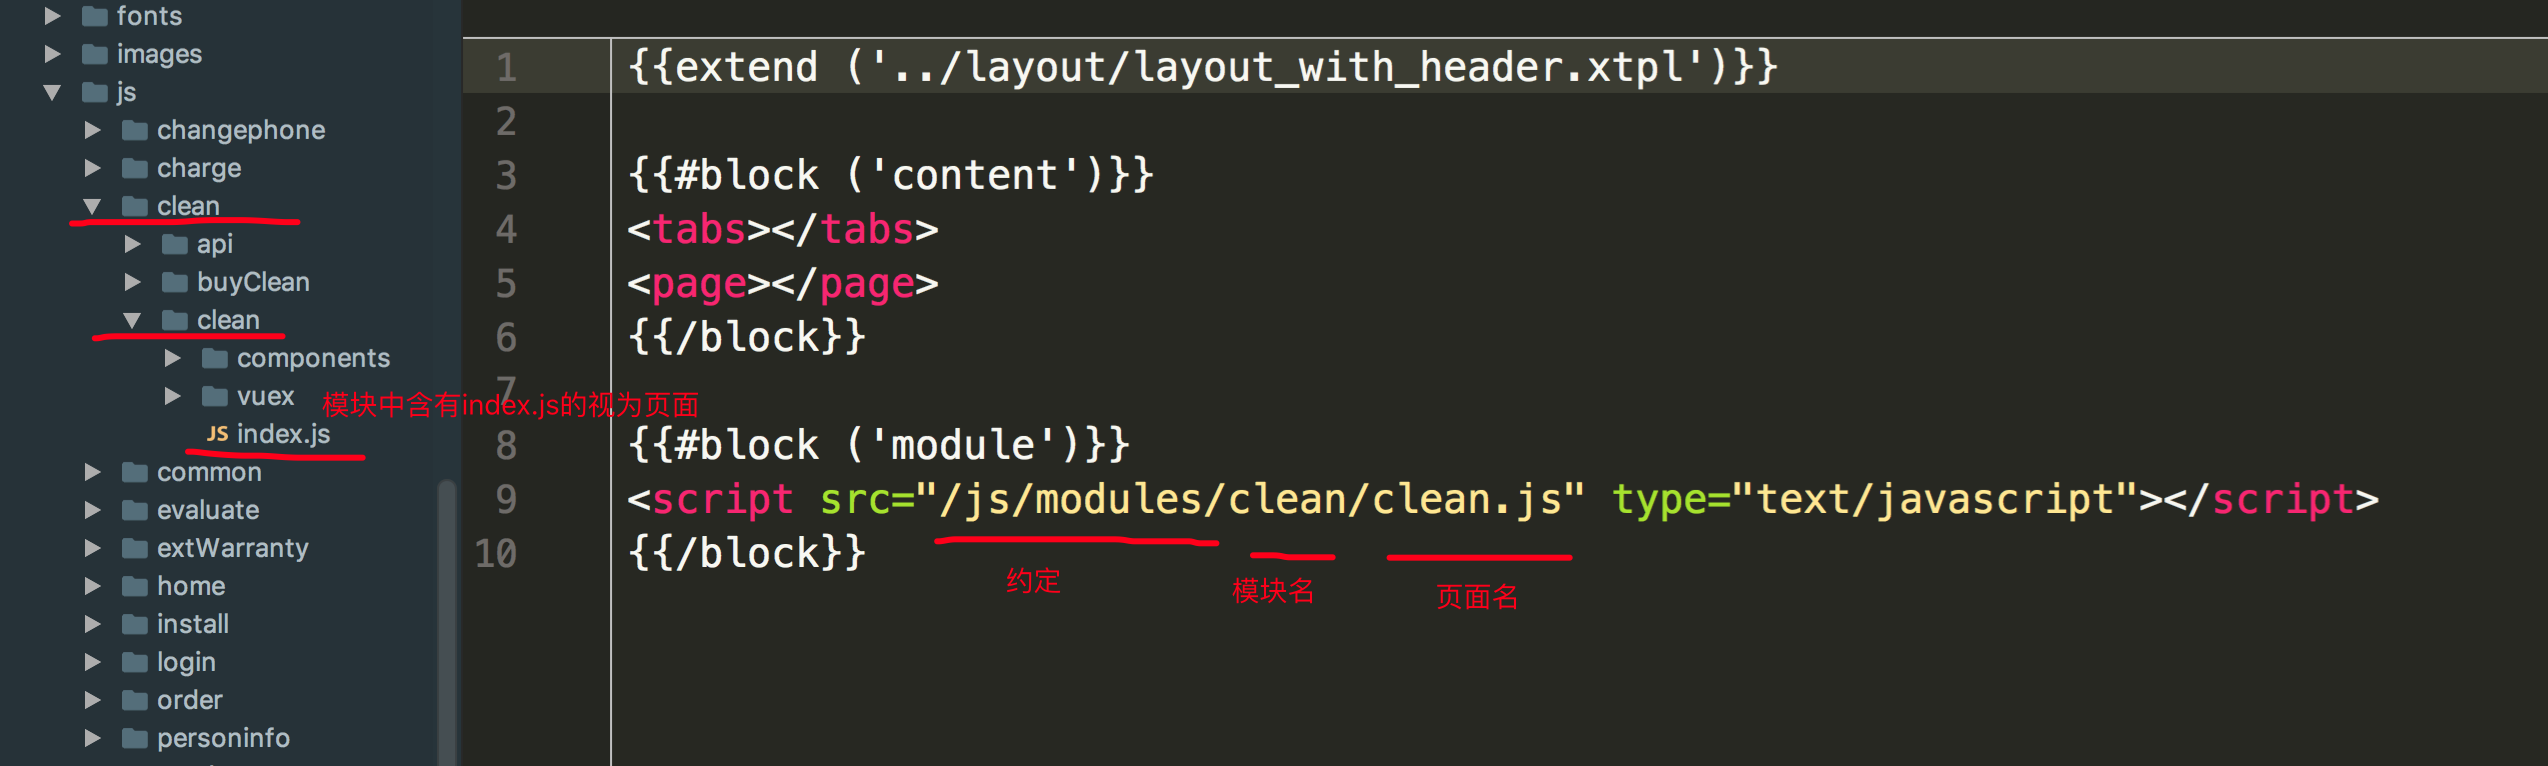 fonts
images
js
changephone
charge
clean
api
buyClean
clean
components
vuex
模块中含有index.js的视为页面
JS index.js
common
evaluate
extWarranty
home
install
login
order
personinfo
1 {{extend ('../layout/layout_with_header.xtpl')}}
2
3 {{#block ('content')}}
4 <tabs></tabs>
5 <page></page>
6 {{/block}}
7
8 {{#block ('module')}}
9 <script src="/js/modules/clean/clean.js" type="text/javascript"></script>
10 {{/block}}
约定
模块名
页面名